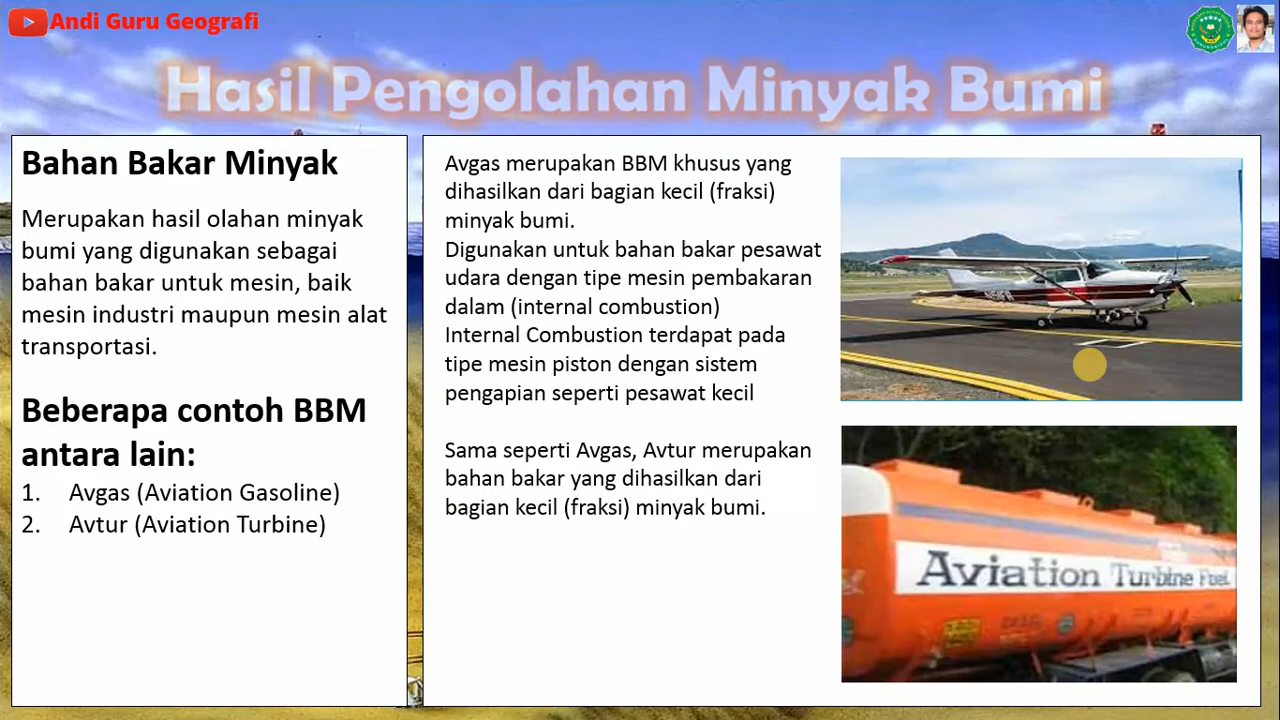 Andi Guru Geografi
Hasil Pengolahan Minyak Bumi
Bahan Bakar Minyak
Merupakan hasil olahan minyak
bumi yang digunakan sebagai
bahan bakar untuk mesin, baik
mesin industri maupun mesin alat
transportasi.
Beberapa contoh BBM
antara lain:
1. Avgas (Aviation Gasoline)
2. Avtur (Aviation Turbine)
Avgas merupakan BBM khusus yang
dihasilkan dari bagian kecil (fraksi)
minyak bumi.
Digunakan untuk bahan bakar pesawat
udara dengan tipe mesin pembakaran
dalam (internal combustion)
Internal Combustion terdapat pada
tipe mesin piston dengan sistem
pengapian seperti pesawat kecil
Sama seperti Avgas, Avtur merupakan
bahan bakar yang dihasilkan dari
bagian kecil (fraksi) minyak bumi.
Aviation Turbine Fuel